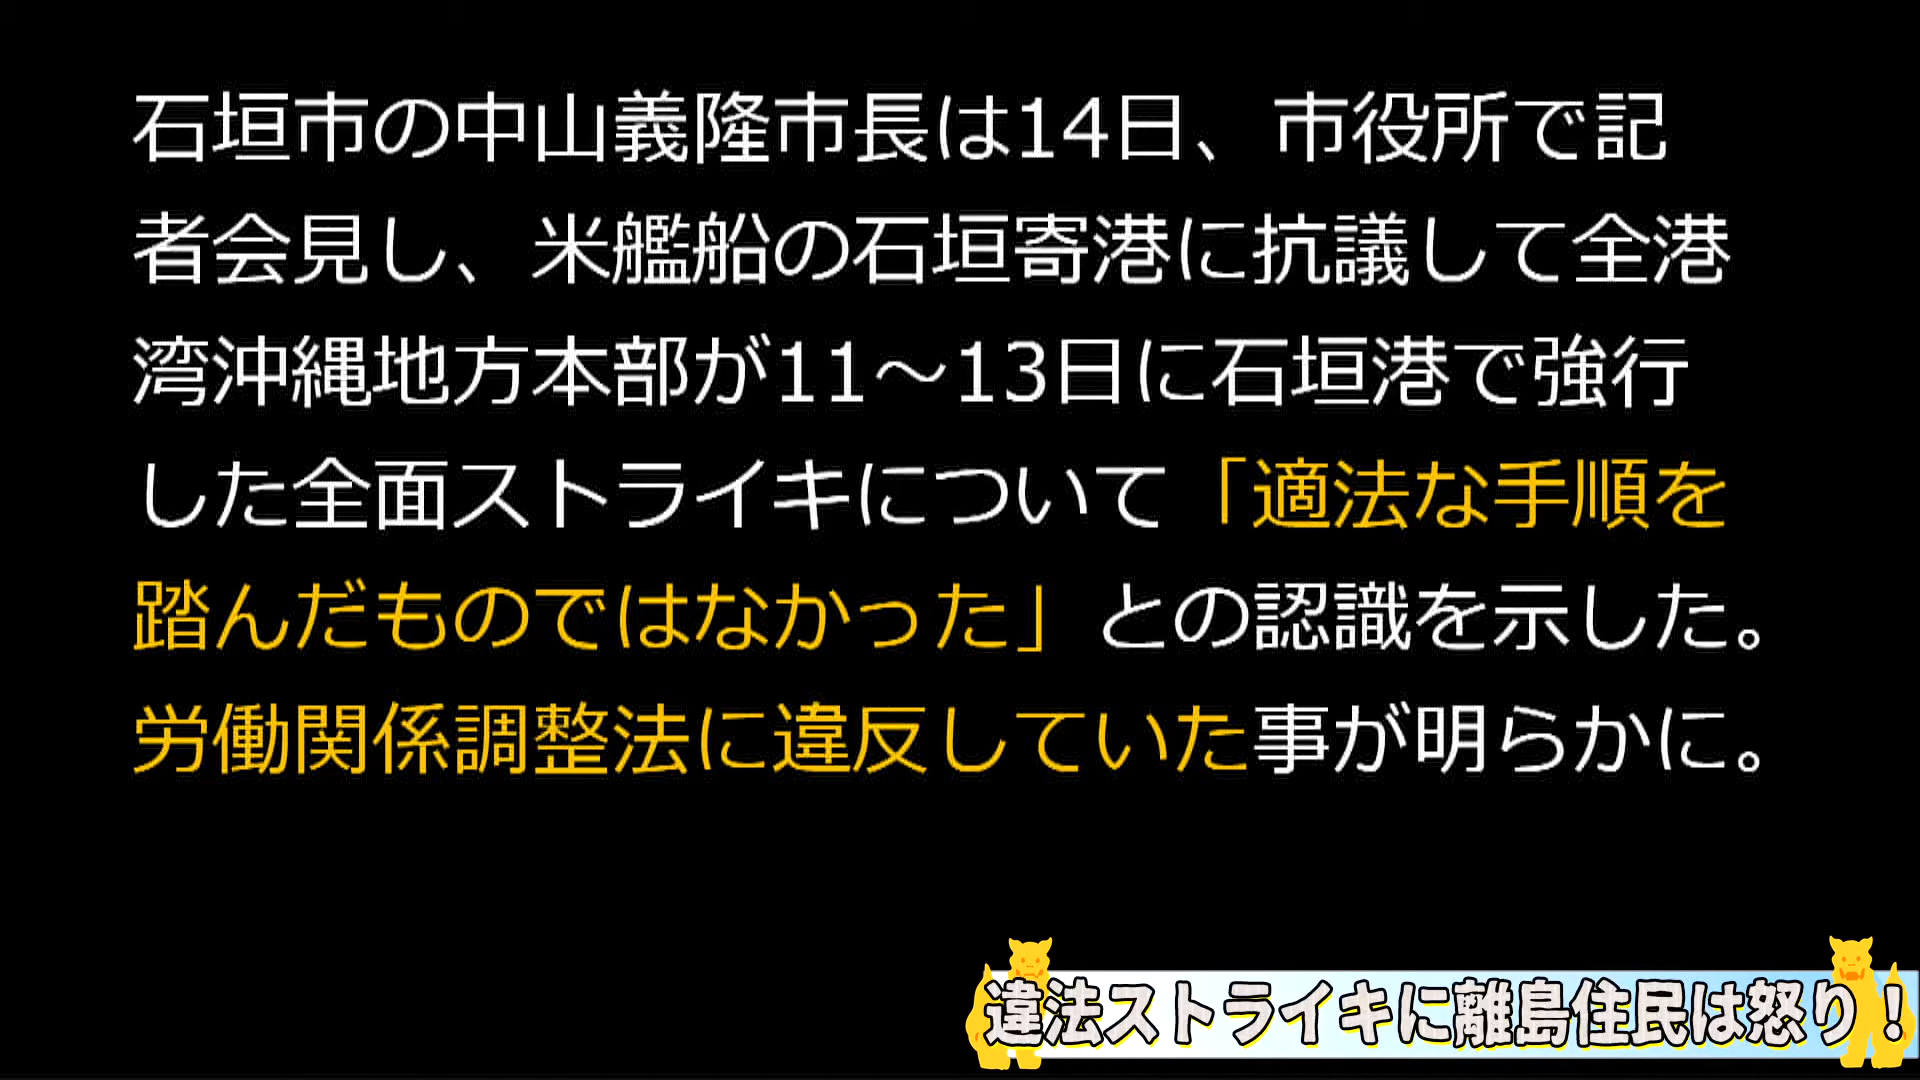 石垣市の中山義隆市長は14日、市役所で記
者会見し、米艦船の石垣寄港に抗議して全港
湾沖縄地方本部が11～13日に石垣港で強行
した全面ストライキについて「適法な手順を
踏んだものではなかった」との認識を示した。
労働関係調整法に違反していた事が明らかに。
違法ストライキに離島住民は怒り！